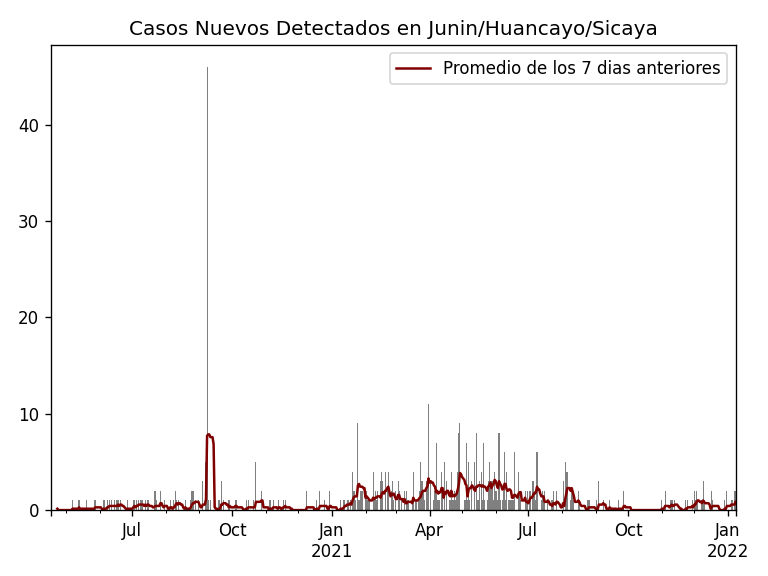 Casos Nuevos Detectados en Junin/Huancayo/Sicaya
Promedio de los 7 dias anteriores
40
30
20
10
0
Jul Oct Jan Apr Jul Oct Jan
2021 2022